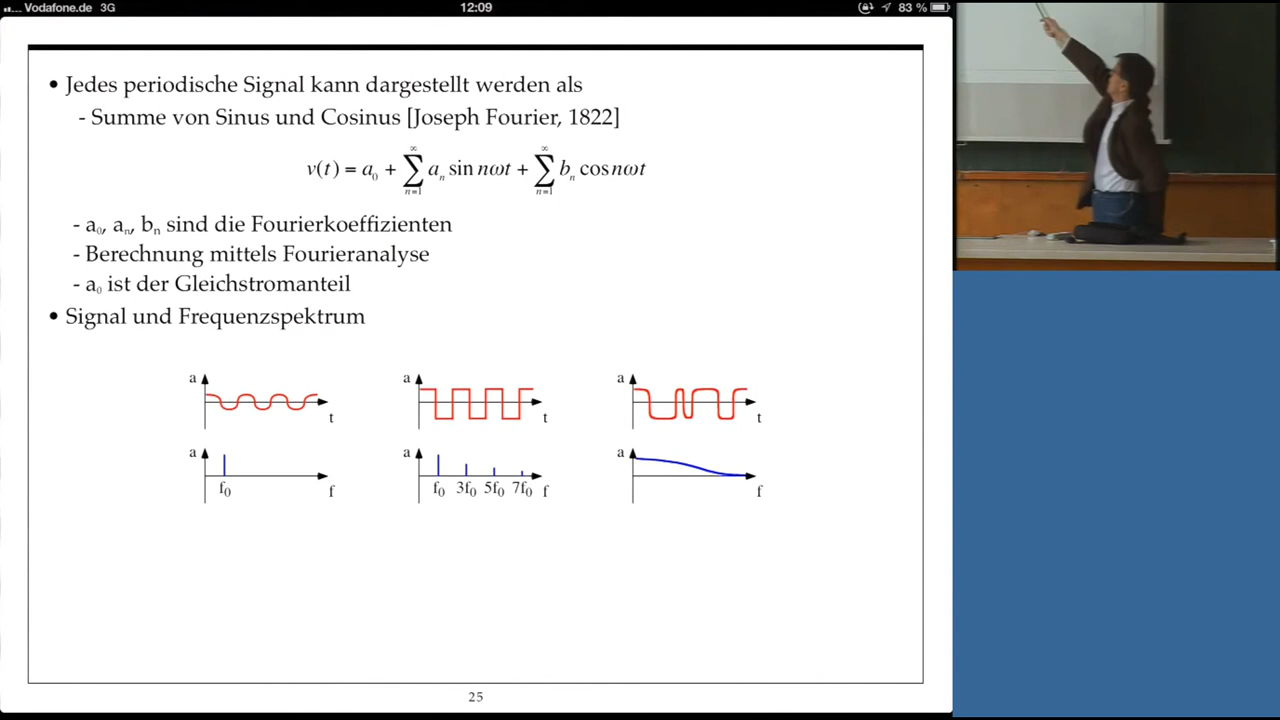 Vodafone.de 3G 12:09 83 %
• Jedes periodische Signal kann dargestellt werden als
- Summe von Sinus und Cosinus [Joseph Fourier, 1822]
v(t) = a₀ + ∑ₙ₌₁^∞ aₙ sin nωt + ∑ₙ₌₁^∞ bₙ cos nωt
- a₀, aₙ, bₙ sind die Fourierkoeffizienten
- Berechnung mittels Fourieranalyse
- a₀ ist der Gleichstromanteil
• Signal und Frequenzspektrum
a t a t a t
a f₀ f a f₀ 3f₀ 5f₀ 7f₀ f a f
25